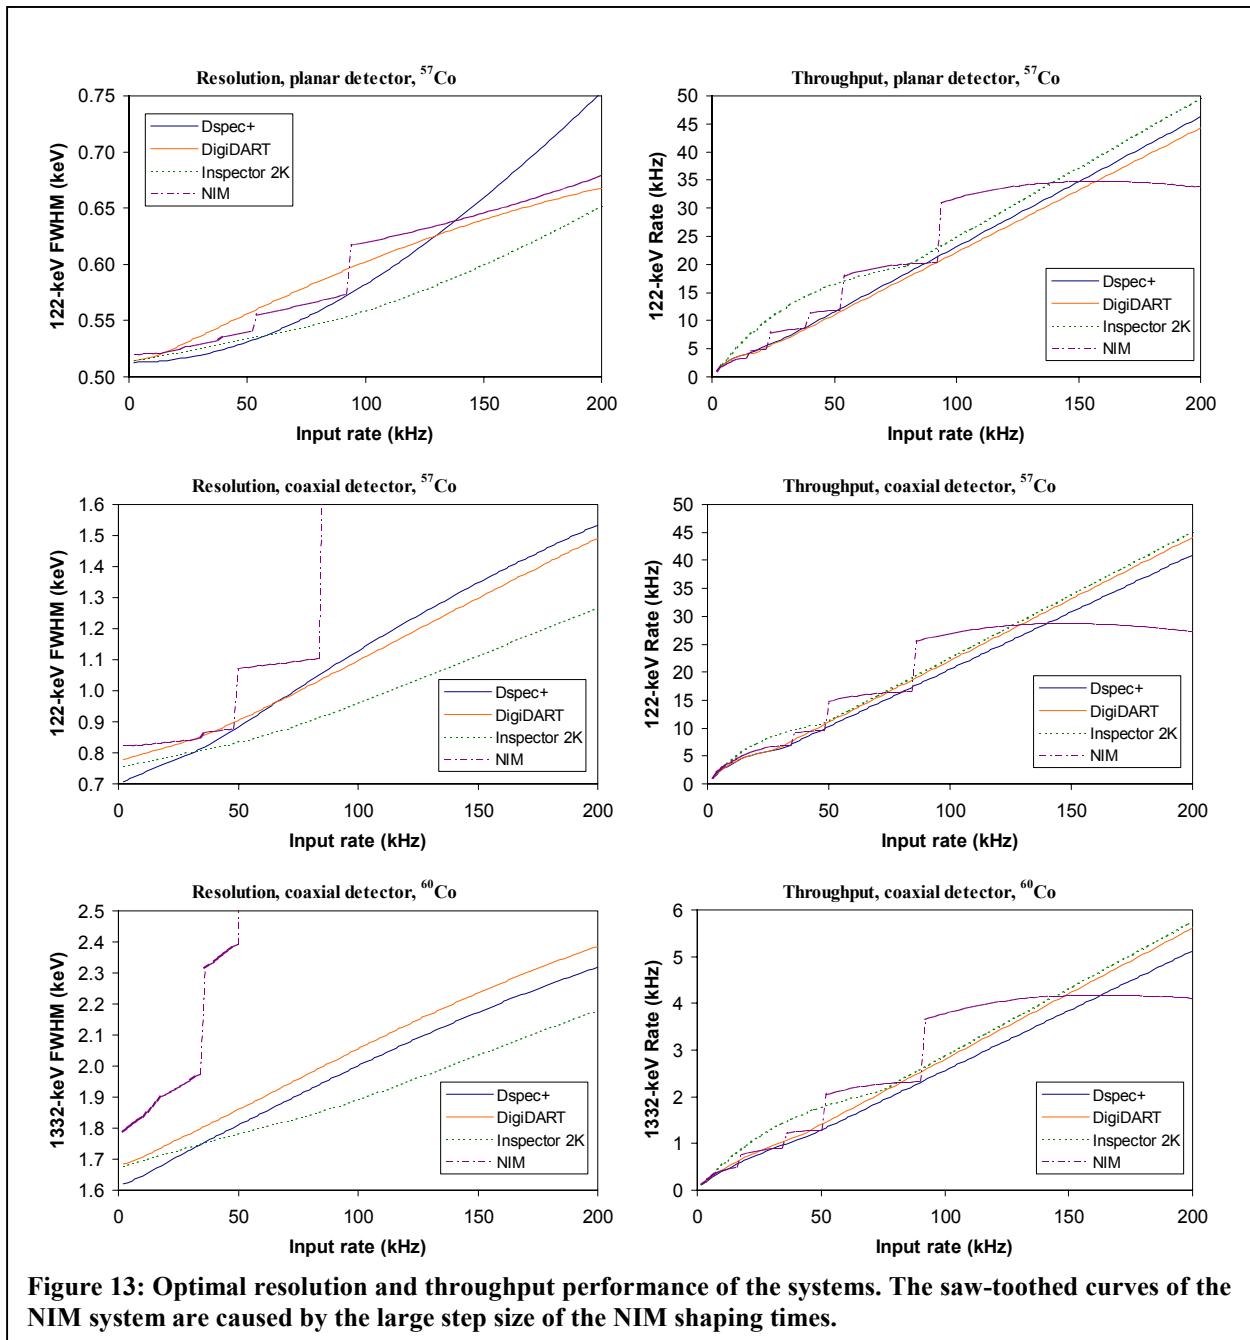 Resolution, planar detector, ⁵⁷Co
0.75
0.70
0.65
0.60
0.55
0.50
122-keV FWHM (keV)
Dspec+
DigiDART
Inspector 2K
NIM
0 50 100 150 200
Input rate (kHz)
Throughput, planar detector, ⁵⁷Co
50
45
40
35
30
25
20
15
10
5
0
122-keV Rate (kHz)
Dspec+
DigiDART
Inspector 2K
NIM
0 50 100 150 200
Input rate (kHz)
Resolution, coaxial detector, ⁵⁷Co
1.6
1.5
1.4
1.3
1.2
1.1
1.0
0.9
0.8
0.7
122-keV FWHM (keV)
Dspec+
DigiDART
Inspector 2K
NIM
0 50 100 150 200
Input rate (kHz)
Throughput, coaxial detector, ⁵⁷Co
50
45
40
35
30
25
20
15
10
5
0
122-keV Rate (kHz)
Dspec+
DigiDART
Inspector 2K
NIM
0 50 100 150 200
Input rate (kHz)
Resolution, coaxial detector, ⁶⁰Co
2.5
2.4
2.3
2.2
2.1
2.0
1.9
1.8
1.7
1.6
1332-keV FWHM (keV)
Dspec+
DigiDART
Inspector 2K
NIM
0 50 100 150 200
Input rate (kHz)
Throughput, coaxial detector, ⁶⁰Co
6
5
4
3
2
1
0
1332-keV Rate (kHz)
Dspec+
DigiDART
Inspector 2K
NIM
0 50 100 150 200
Input rate (kHz)
Figure 13: Optimal resolution and throughput performance of the systems. The saw-toothed curves of the
NIM system are caused by the large step size of the NIM shaping times.